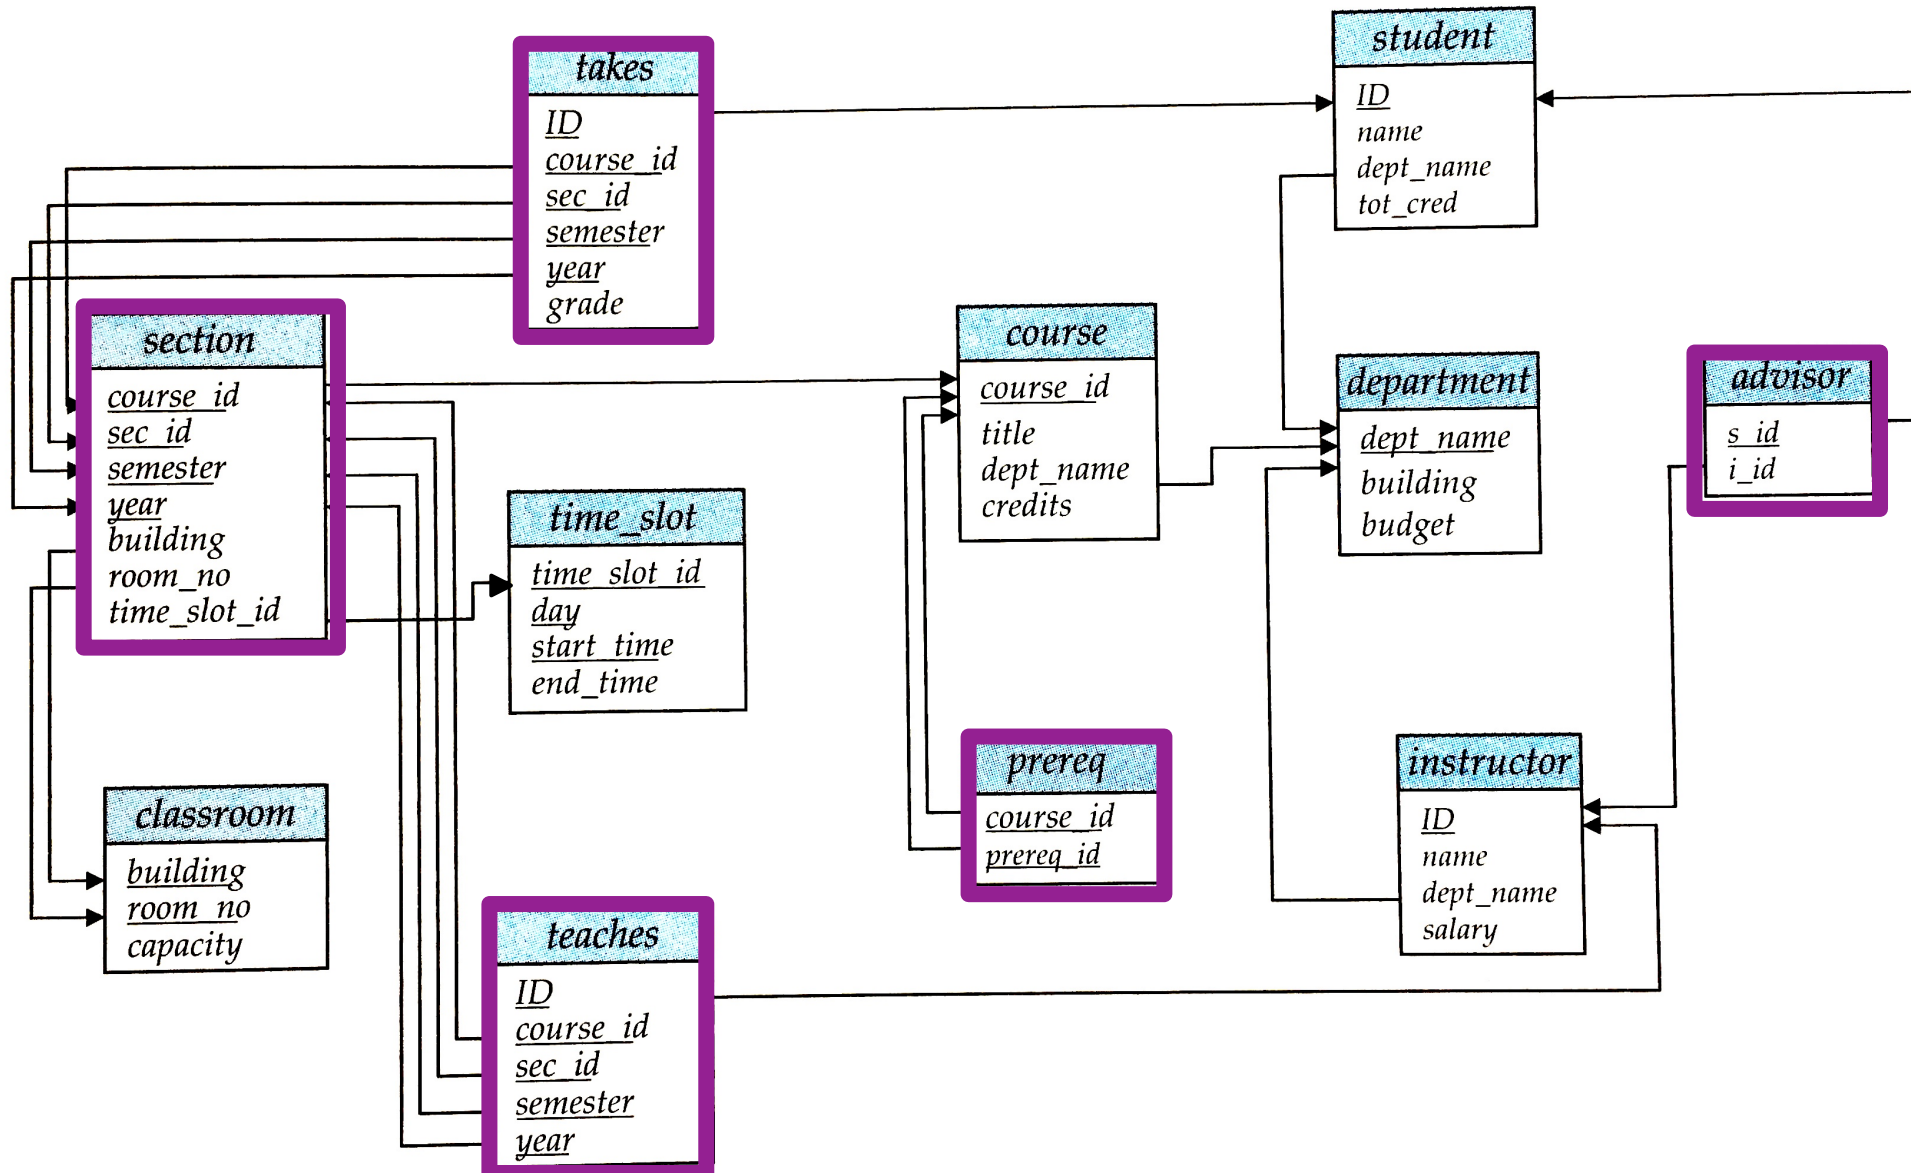 takes
ID
course_id
sec_id
semester
year
grade
student
ID
name
dept_name
tot_cred
section
course_id
sec_id
semester
year
building
room_no
time_slot_id
course
course_id
title
dept_name
credits
department
dept_name
building
budget
advisor
s_id
i_id
time_slot
time_slot_id
day
start_time
end_time
prereq
course_id
prereq_id
instructor
ID
name
dept_name
salary
classroom
building
room_no
capacity
teaches
ID
course_id
sec_id
semester
year